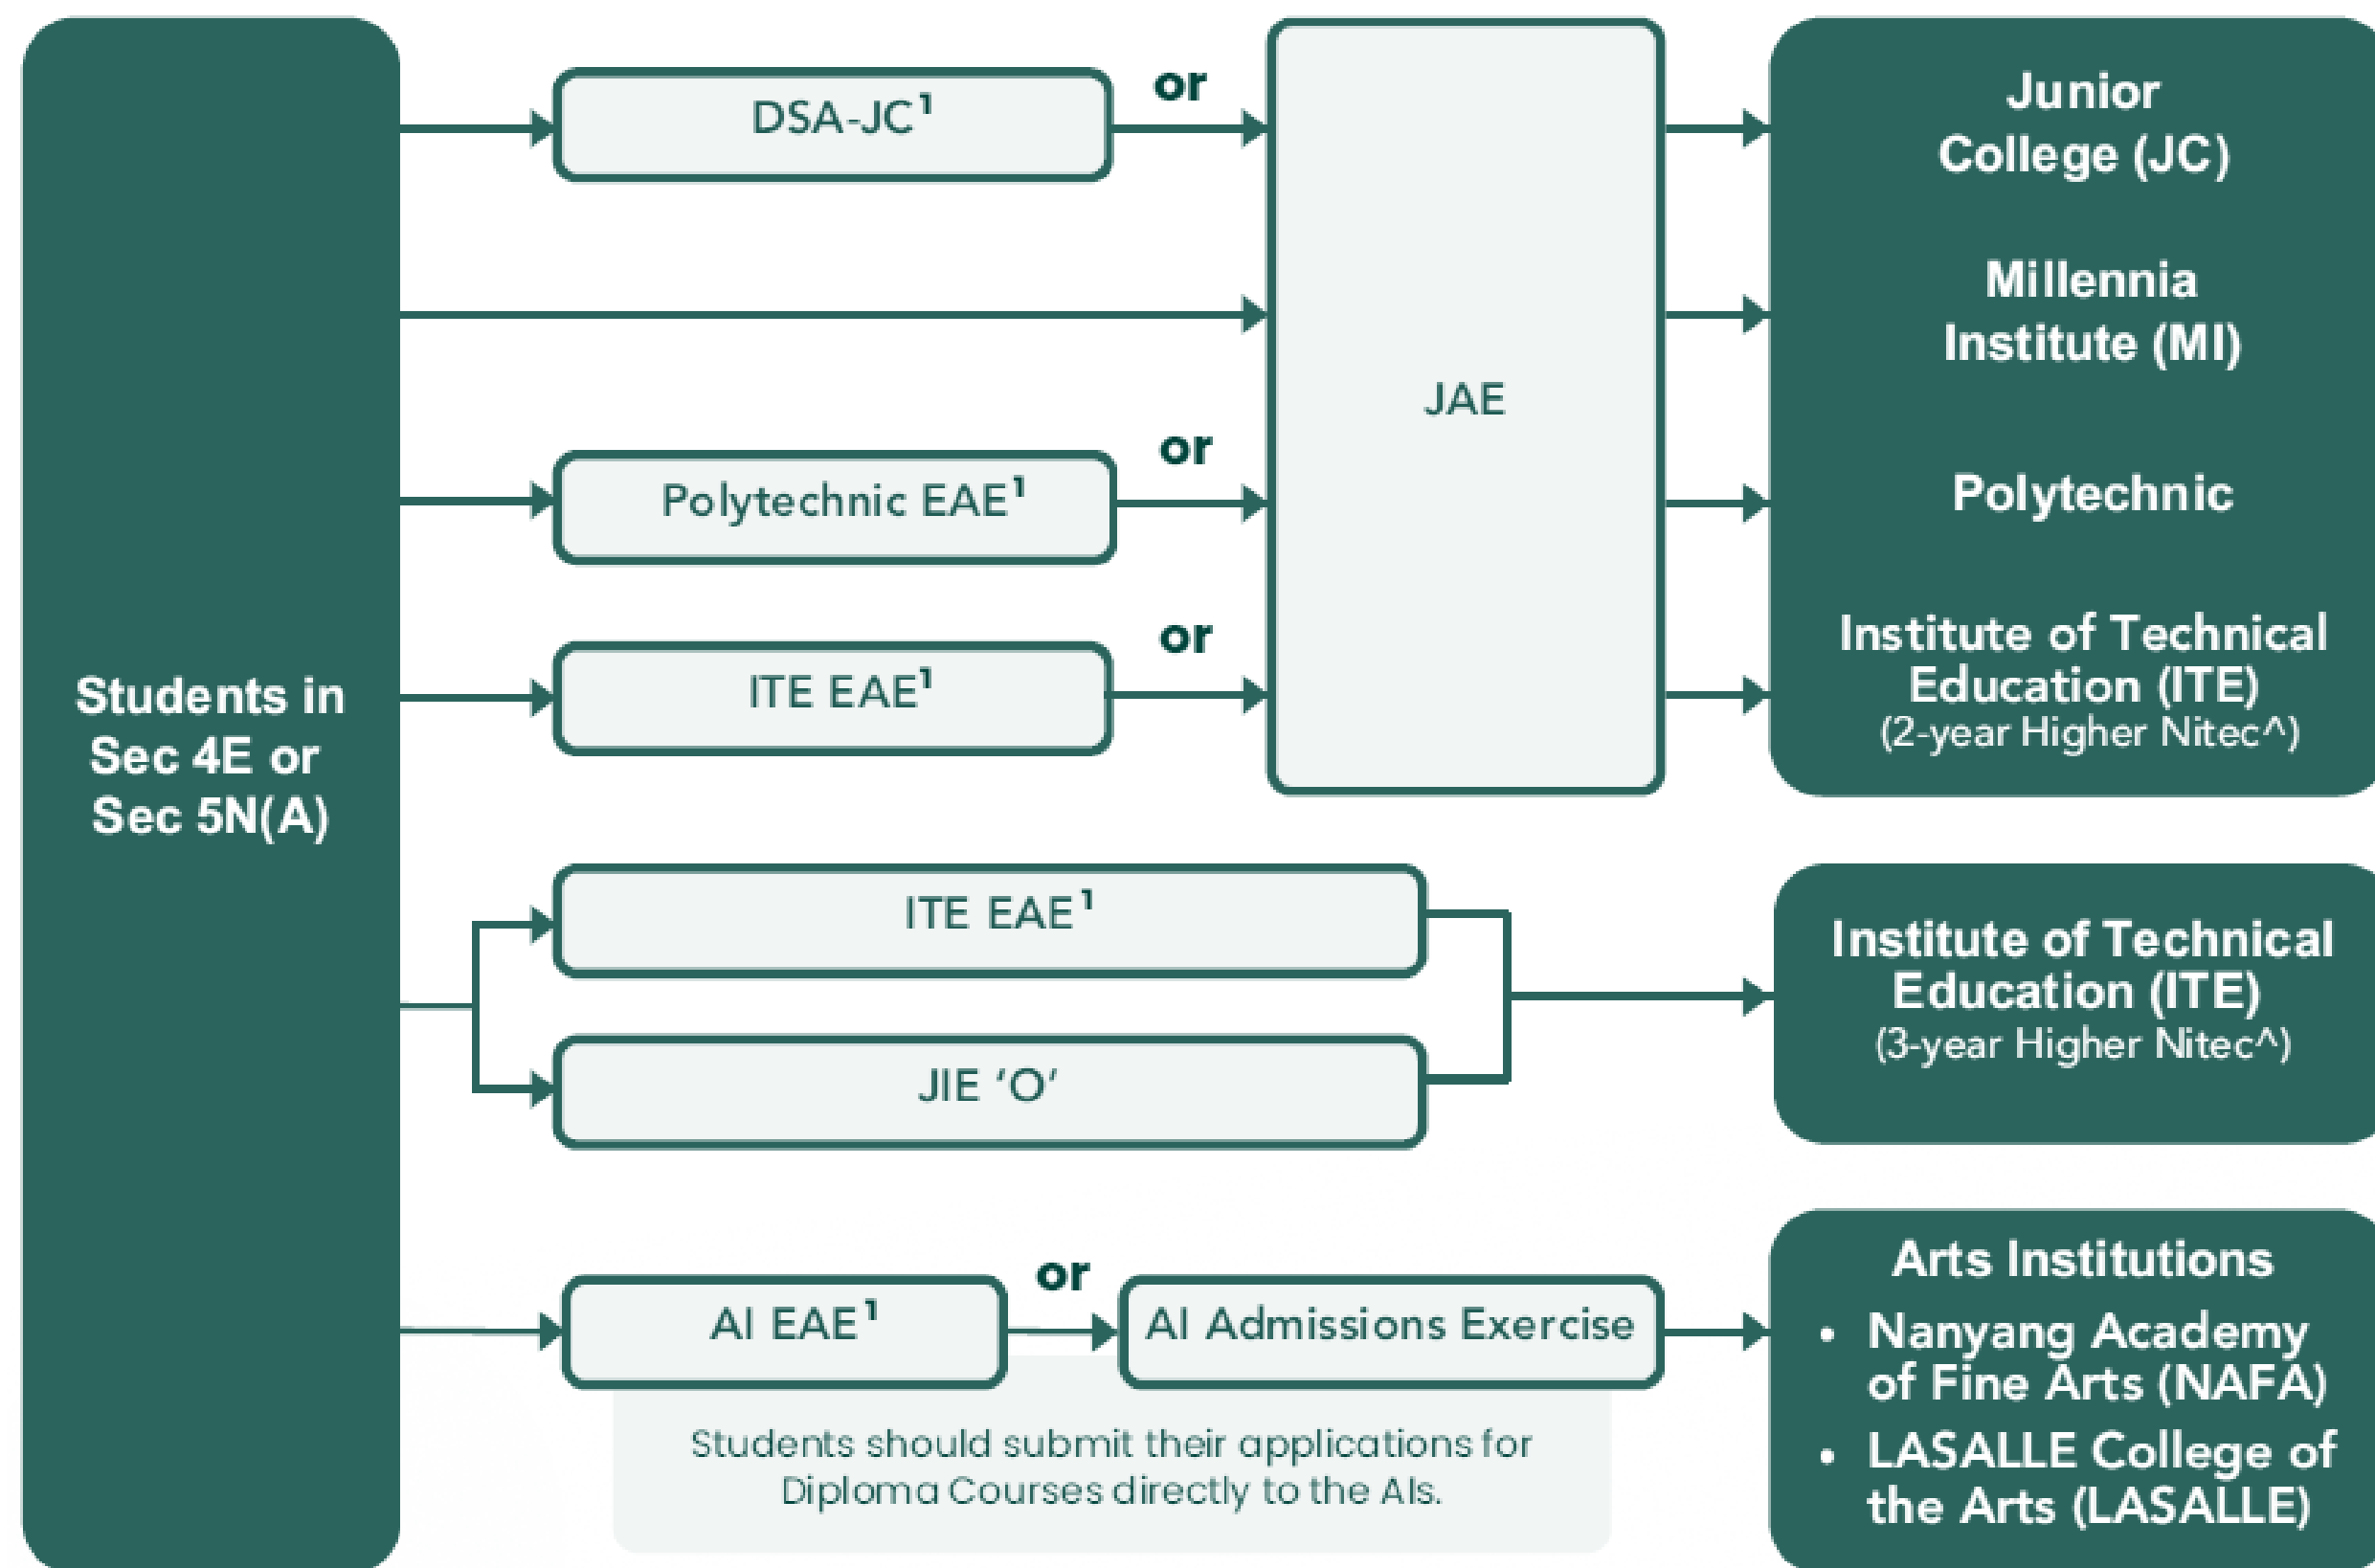 Students in
Sec 4E or
Sec 5N(A)
DSA-JC¹
or
Polytechnic EAE¹
or
ITE EAE¹
or
JAE
Junior
College (JC)
Millennia
Institute (MI)
Polytechnic
Institute of Technical
Education (ITE)
(2-year Higher Nitec^)
ITE EAE¹
JIE ‘O’
Institute of Technical
Education (ITE)
(3-year Higher Nitec^)
AI EAE¹
or
AI Admissions Exercise
Students should submit their applications for
Diploma Courses directly to the AIs.
Arts Institutions
• Nanyang Academy
of Fine Arts (NAFA)
• LASALLE College of
the Arts (LASALLE)